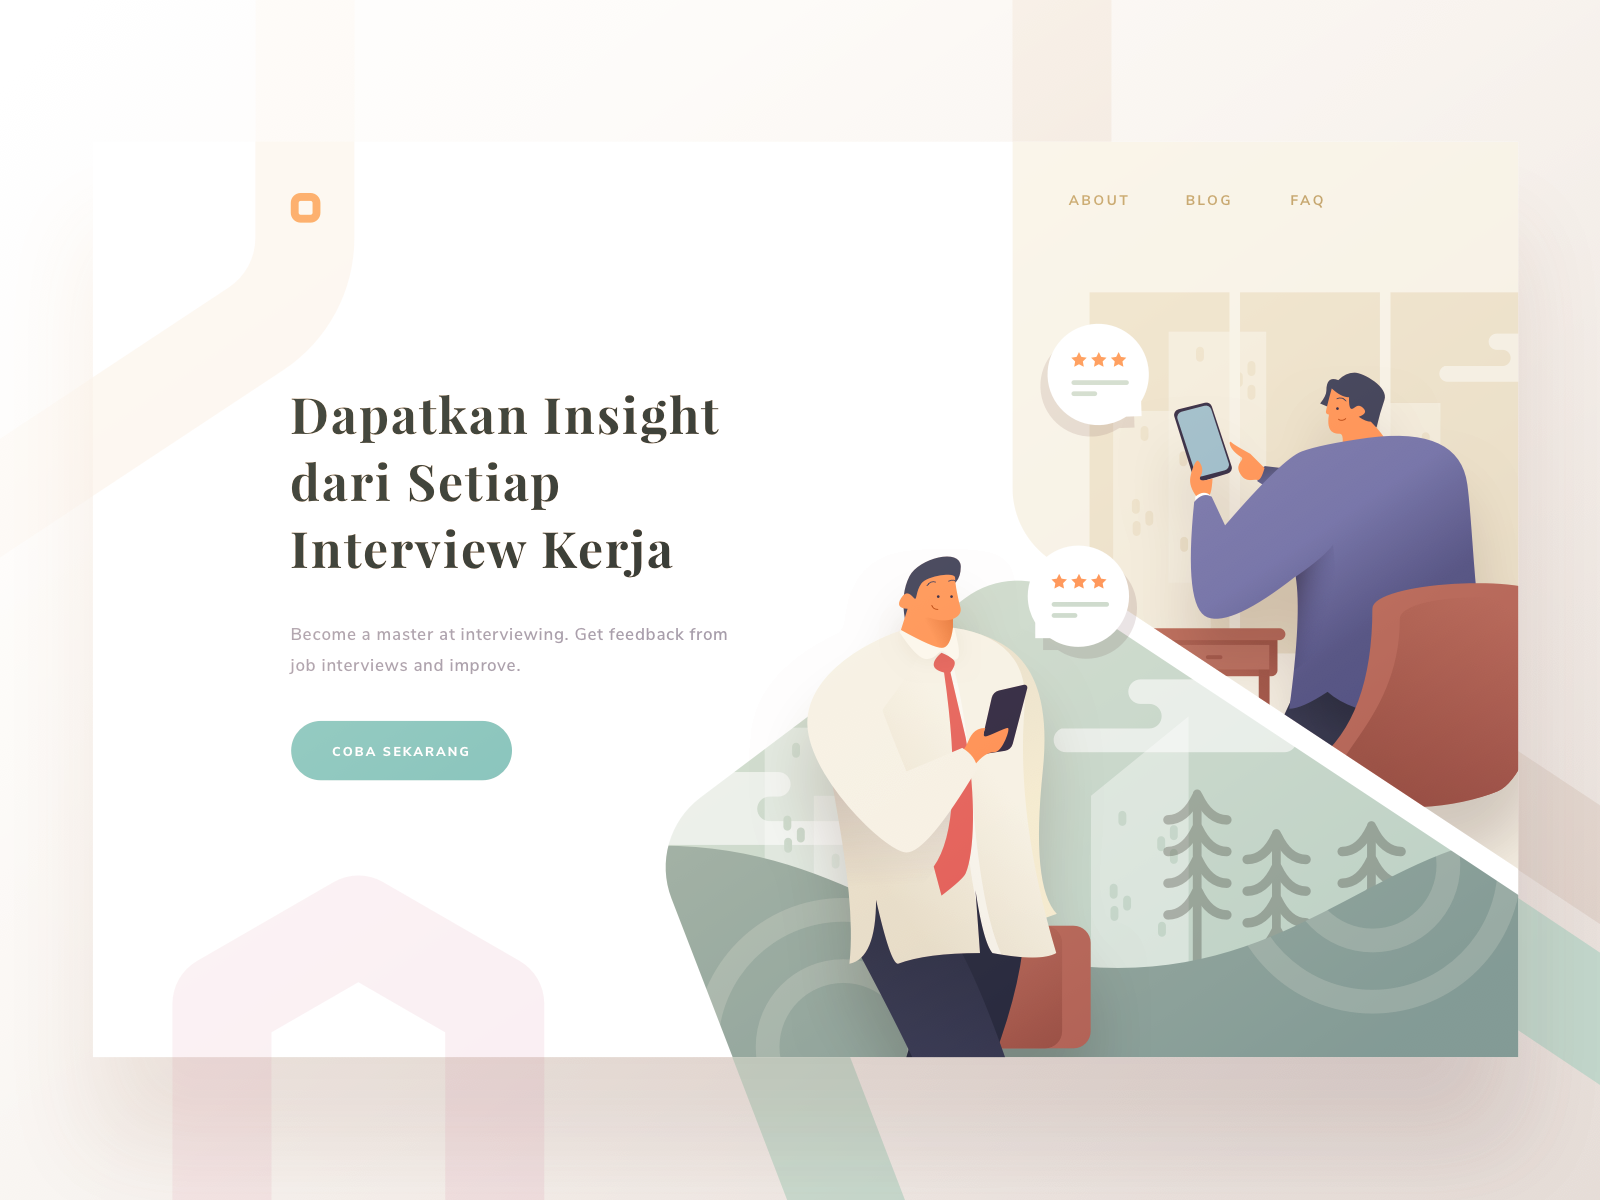 ABOUT BLOG FAQ
Dapatkan Insight
dari Setiap
Interview Kerja
Become a master at interviewing. Get feedback from
job interviews and improve.
COBA SEKARANG